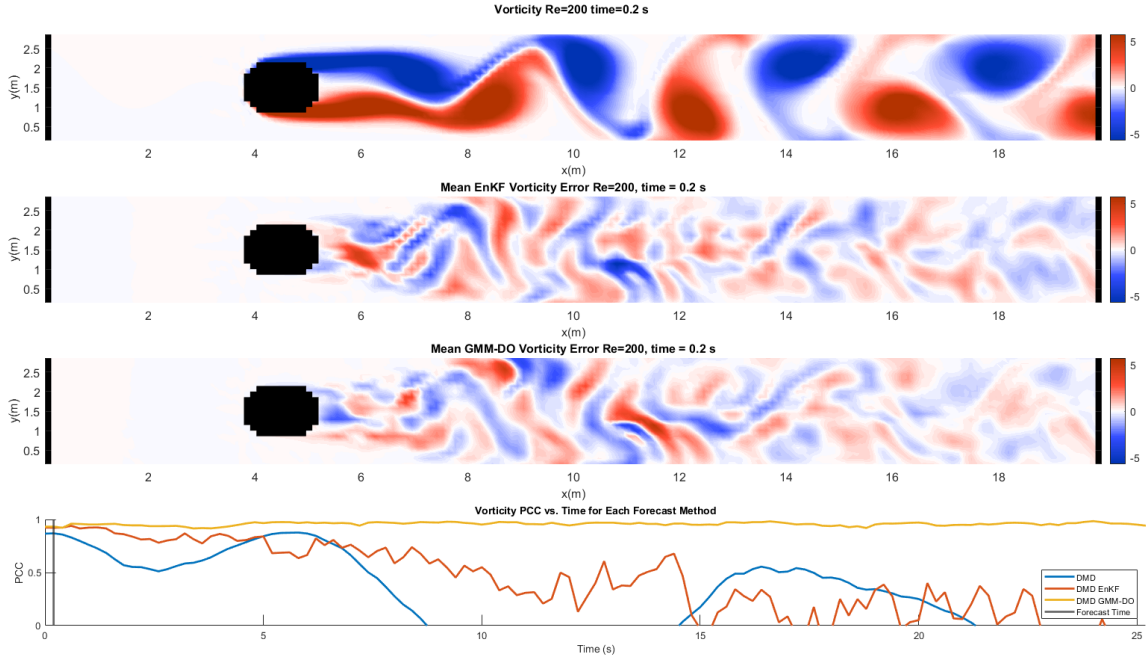 Vorticity Re=200 time=0.2 s
y(m)
2.5
2
1.5
1
0.5
2 4 6 8 10 12 14 16 18
x(m)
5
0
-5
Mean EnKF Vorticity Error Re=200, time = 0.2 s
y(m)
2.5
2
1.5
1
0.5
2 4 6 8 10 12 14 16 18
x(m)
5
0
-5
Mean GMM-DO Vorticity Error Re=200, time = 0.2 s
y(m)
2.5
2
1.5
1
0.5
2 4 6 8 10 12 14 16 18
x(m)
5
0
-5
Vorticity PCC vs. Time for Each Forecast Method
PCC
1
0.5
0
DMD
DMD EnKF
DMD GMM-DO
Forecast Time
0 5 10 15 20 25
Time (s)